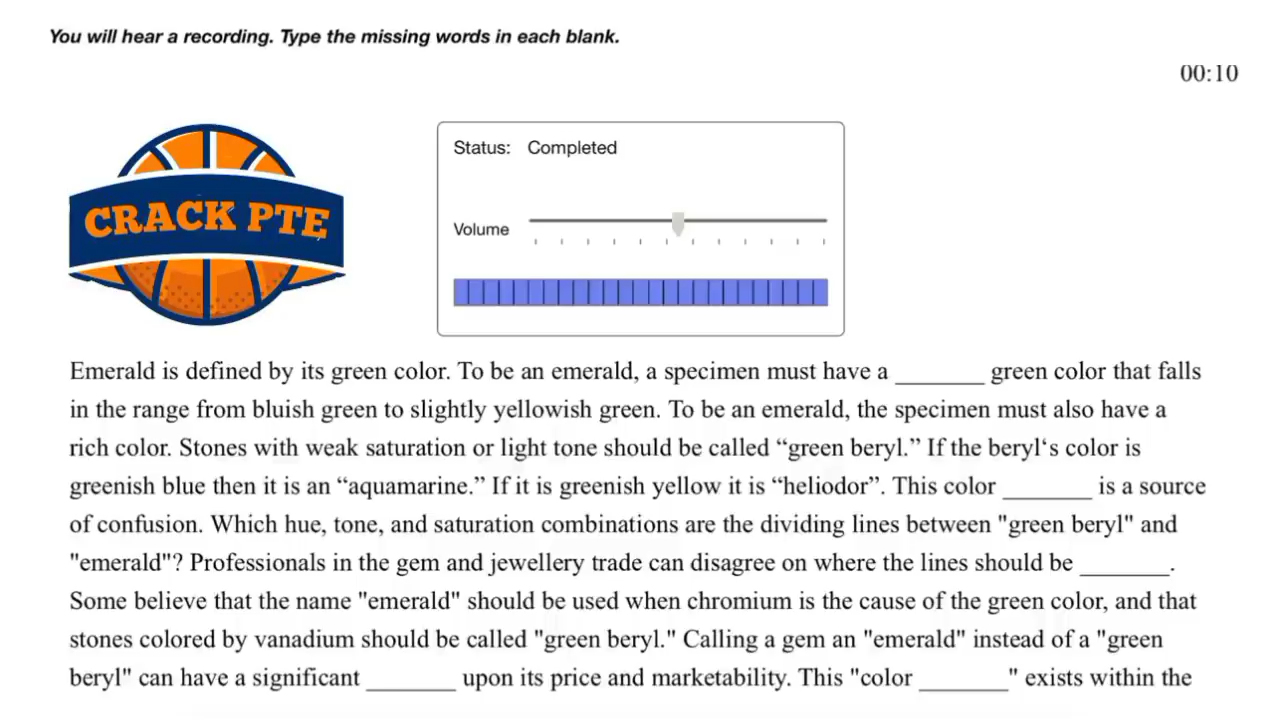 You will hear a recording. Type the missing words in each blank.
00:10
CRACK PTE
Status: Completed
Volume
Emerald is defined by its green color. To be an emerald, a specimen must have a ________ green color that falls
in the range from bluish green to slightly yellowish green. To be an emerald, the specimen must also have a
rich color. Stones with weak saturation or light tone should be called “green beryl.” If the beryl‘s color is
greenish blue then it is an “aquamarine.” If it is greenish yellow it is “heliodor”. This color ________ is a source
of confusion. Which hue, tone, and saturation combinations are the dividing lines between "green beryl" and
"emerald"? Professionals in the gem and jewellery trade can disagree on where the lines should be ________.
Some believe that the name "emerald" should be used when chromium is the cause of the green color, and that
stones colored by vanadium should be called "green beryl." Calling a gem an "emerald" instead of a "green
beryl" can have a significant ________ upon its price and marketability. This "color ________" exists within the